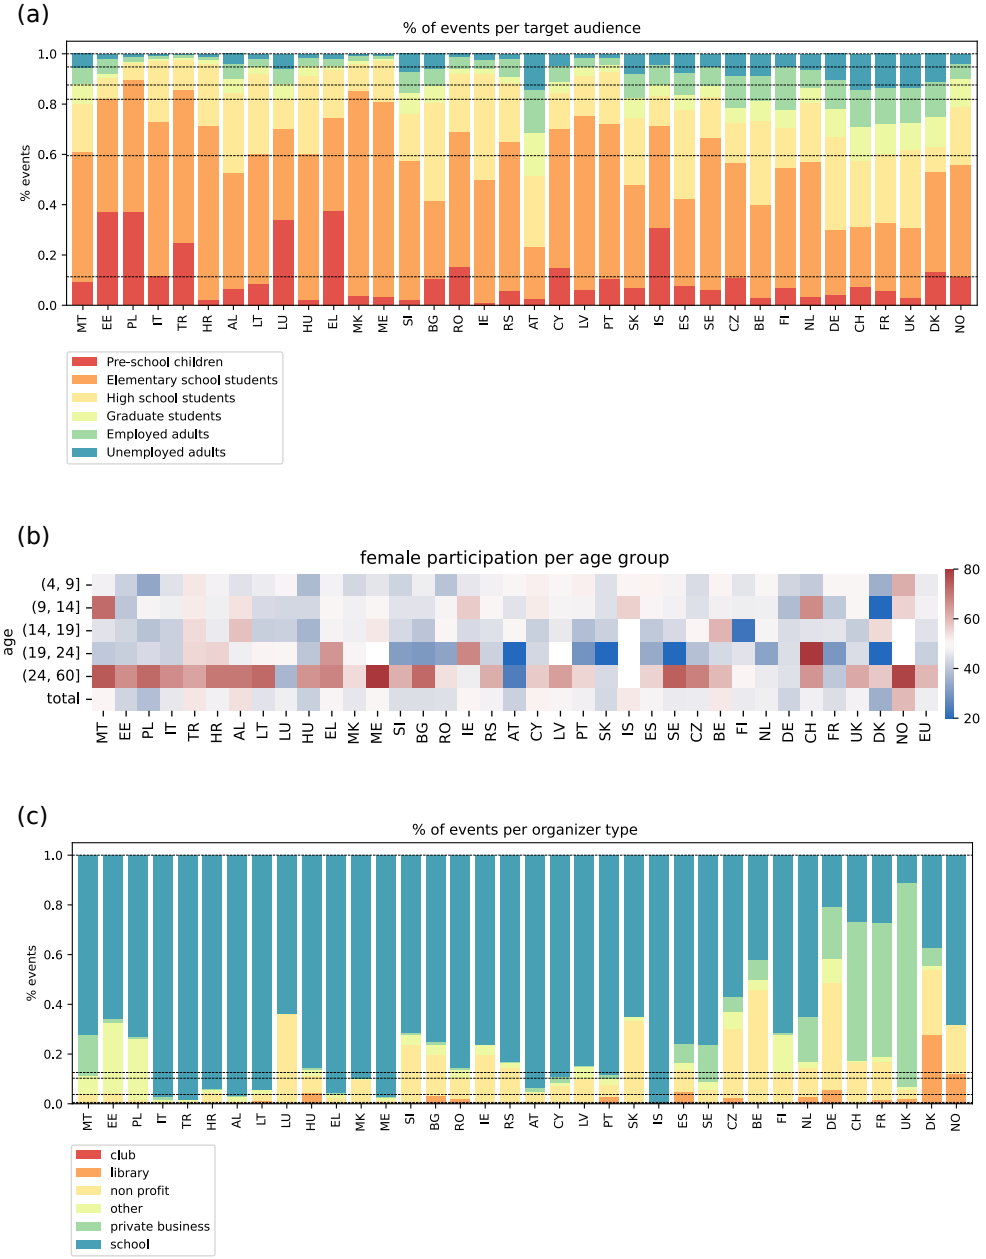 (a)
% of events per target audience
1.0
0.8
0.6
0.4
0.2
0.0
% events
MT EE PL IT TR HR AL LT LU HU EL MK ME SI BG RO IE RS AT CY LV PT SK IS ES SE CZ BE FI NL DE CH FR UK DK NO
Pre-school children
Elementary school students
High school students
Graduate students
Employed adults
Unemployed adults
(b)
female participation per age group
age
(4, 9]
(9, 14]
(14, 19]
(19, 24]
(24, 60]
total
80
60
40
20
MT EE PL IT TR HR AL LT LU HU EL MK ME SI BG RO IE RS AT CY LV PT SK IS ES SE CZ BE FI NL DE CH FR UK DK NO EU
(c)
% of events per organizer type
1.0
0.8
0.6
0.4
0.2
0.0
% events
MT EE PL IT TR HR AL LT LU HU EL MK ME SI BG RO IE RS AT CY LV PT SK IS ES SE CZ BE FI NL DE CH FR UK DK NO
club
library
non profit
other
private business
school